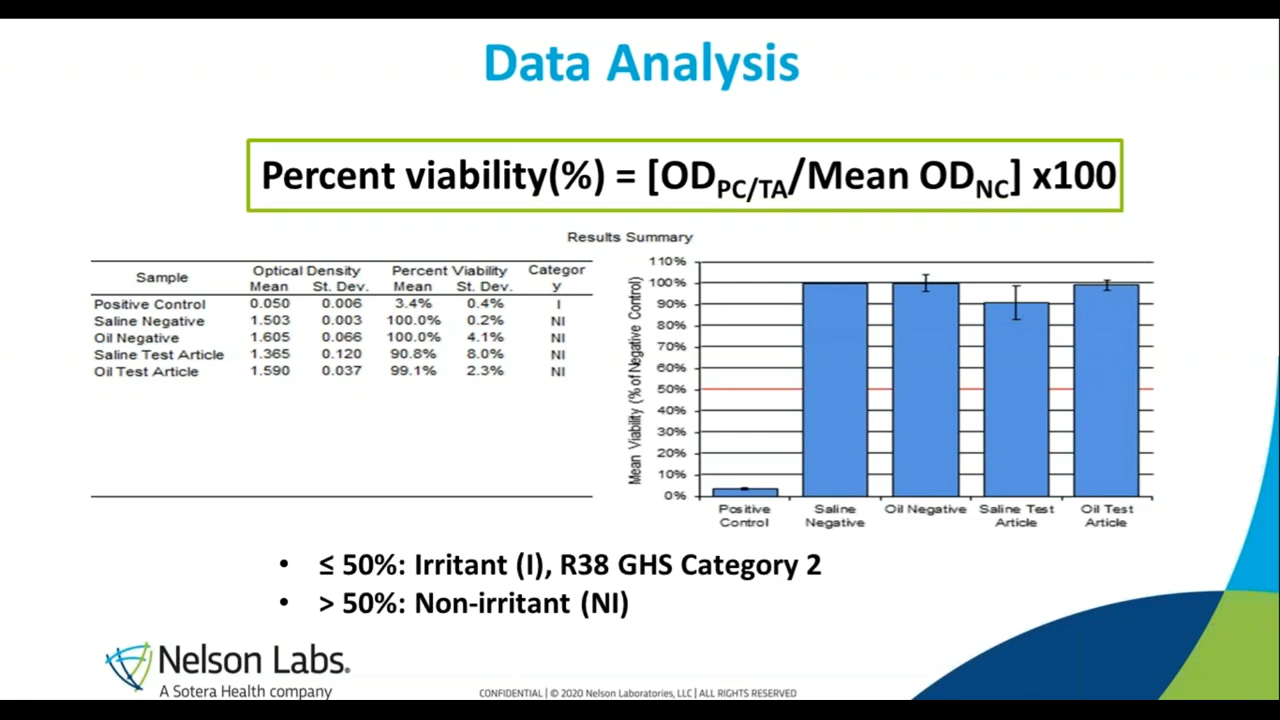 Data Analysis
Percent viability(%) = [OD PC/TA/Mean OD NC] x100
Results Summary
Sample Optical Density Percent Viability Categor
Mean St. Dev. Mean St. Dev. y
Positive Control 0.050 0.006 3.4% 0.4% I
Saline Negative 1.503 0.003 100.0% 0.2% NI
Oil Negative 1.605 0.066 100.0% 4.1% NI
Saline Test Article 1.365 0.120 90.8% 8.0% NI
Oil Test Article 1.590 0.037 99.1% 2.3% NI
Mean Viability (% of Negative Control)
110%
100%
90%
80%
70%
60%
50%
40%
30%
20%
10%
0%
Positive Saline Oil Negative Saline Test Oil Test
Control Negative Article Article
• ≤ 50%: Irritant (I), R38 GHS Category 2
• > 50%: Non-irritant (NI)
Nelson Labs.
A Sotera Health company
CONFIDENTIAL | © 2020 Nelson Laboratories, LLC | ALL RIGHTS RESERVED